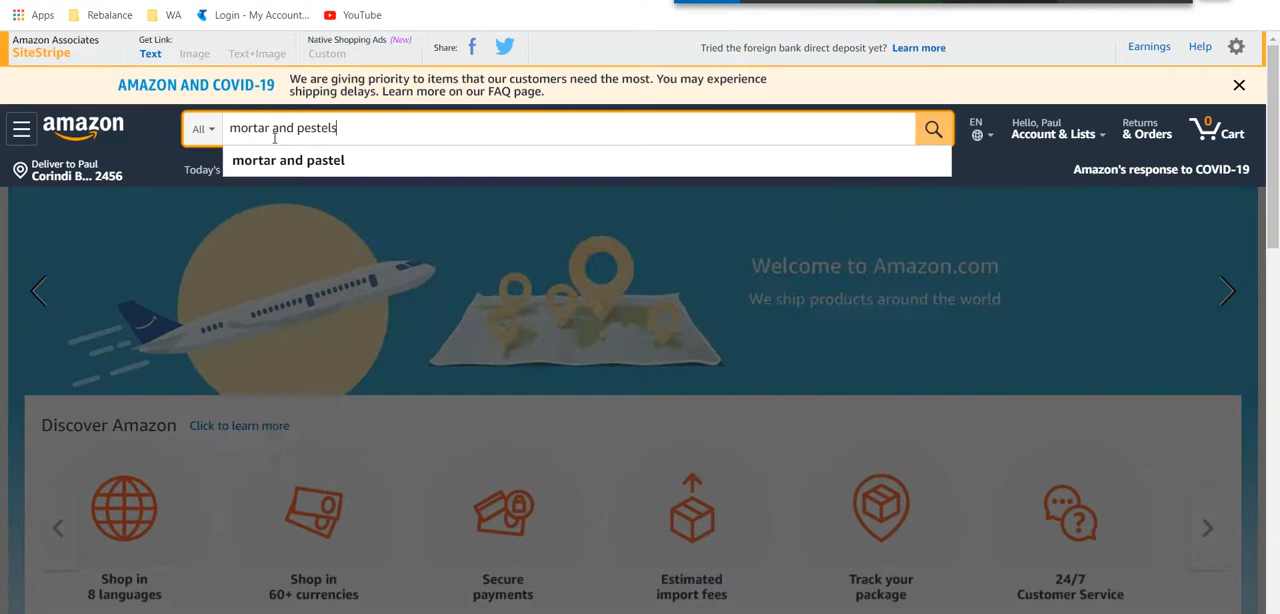 Apps Rebalance WA Login - My Account... YouTube
Amazon Associates
SiteStripe
Get Link:
Text Image Text+Image
Native Shopping Ads (New)
Custom
Share:
Tried the foreign bank direct deposit yet? Learn more
Earnings Help
AMAZON AND COVID-19
We are giving priority to items that our customers need the most. You may experience
shipping delays. Learn more on our FAQ page.
amazon
All mortar and pestels
EN
Hello, Paul
Account & Lists
Returns
& Orders
0
Cart
mortar and pastel
Deliver to Paul
Corindi B... 2456
Today's
Amazon's response to COVID-19
Welcome to Amazon.com
We ship products around the world
Discover Amazon Click to learn more
Shop in
8 languages
Shop in
60+ currencies
Secure
payments
Estimated
import fees
Track your
package
24/7
Customer Service